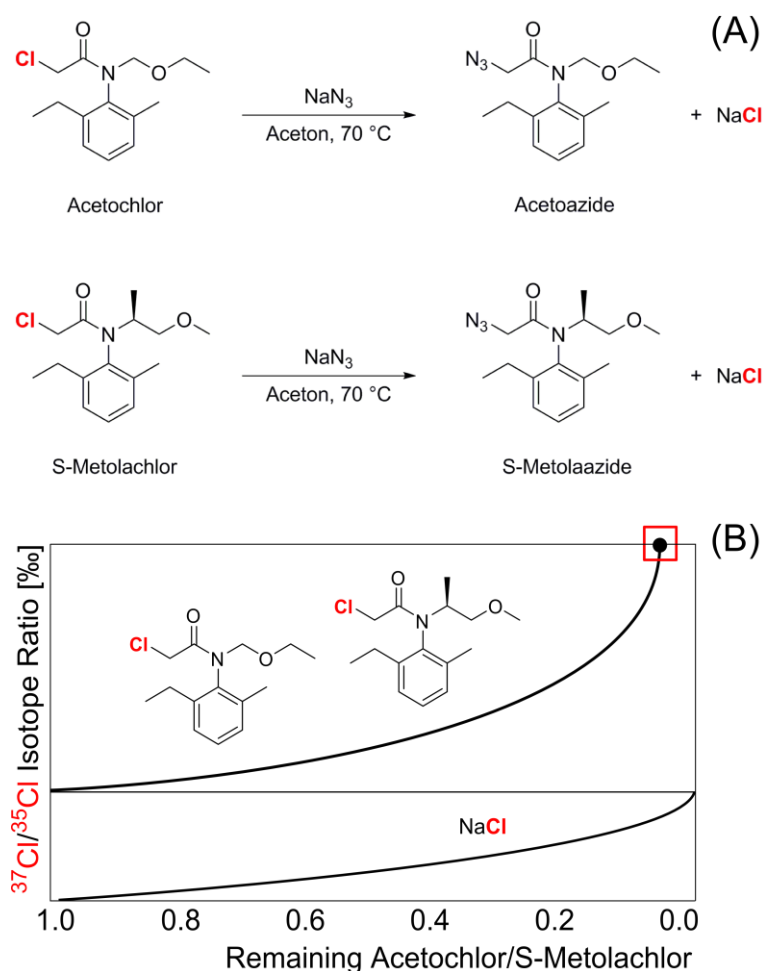 (A)
Cl
O
N
O
NaN₃
Aceton, 70 °C
N₃
O
N
O
+ NaCl
Acetochlor
Acetoazide
Cl
O
N
O
NaN₃
Aceton, 70 °C
N₃
O
N
O
+ NaCl
S-Metolachlor
S-Metolaazide
(B)
³⁷Cl/³⁵Cl Isotope Ratio [‰]
Cl
O
N
O
Cl
O
N
O
NaCl
1.0 0.8 0.6 0.4 0.2 0.0
Remaining Acetochlor/S-Metolachlor